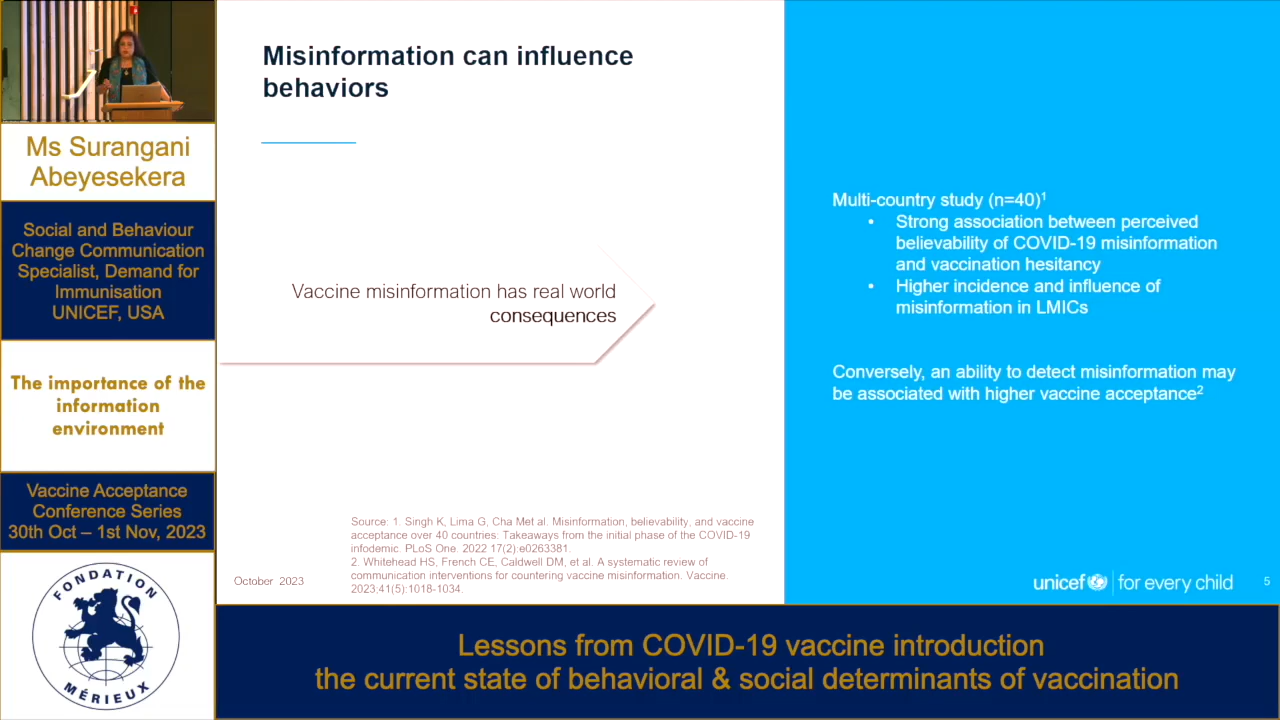 Ms Surangani
Abeyesekera
Social and Behaviour
Change Communication
Specialist, Demand for
Immunisation
UNICEF, USA
The importance of the
information
environment
Vaccine Acceptance
Conference Series
30th Oct – 1st Nov, 2023
FONDATION
MÉRIEUX
Misinformation can influence
behaviors
Vaccine misinformation has real world
consequences
Source: 1. Singh K, Lima G, Cha Met al. Misinformation, believability, and vaccine
acceptance over 40 countries: Takeaways from the initial phase of the COVID-19
infodemic. PLoS One. 2022 17(2):e0263381.
2. Whitehead HS, French CE, Caldwell DM, et al. A systematic review of
communication interventions for countering vaccine misinformation. Vaccine.
2023;41(5):1018-1034.
October 2023
Multi-country study (n=40)1
• Strong association between perceived
believability of COVID-19 misinformation
and vaccination hesitancy
• Higher incidence and influence of
misinformation in LMICs
Conversely, an ability to detect misinformation may
be associated with higher vaccine acceptance2
unicef for every child
5
Lessons from COVID-19 vaccine introduction
the current state of behavioral & social determinants of vaccination